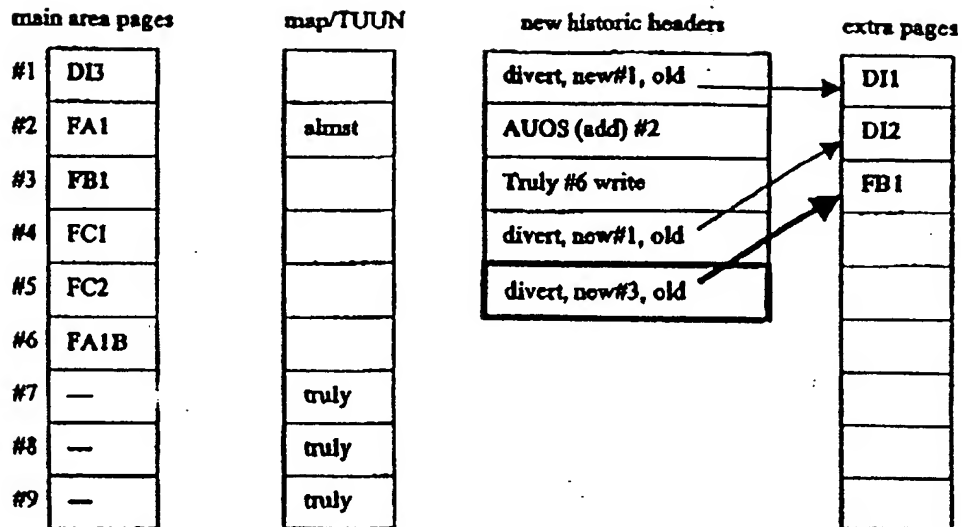 main area pages map/TUUN new historic headers extra pages
#1 DI3 divert, new#1, old DI1
#2 FA1 almst AUOS (add) #2 DI2
#3 FB1 Truly #6 write FB1
#4 FC1 divert, new#1, old
#5 FC2 divert, new#3, old
#6 FA1B
#7 — truly
#8 — truly
#9 — truly